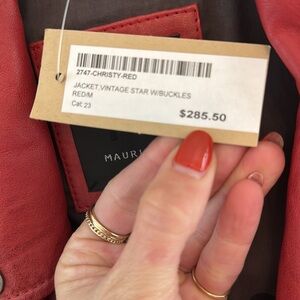 2747-CHRISTY-RED
JACKET,VINTAGE STAR W/BUCKLES
RED/M
Cat:23
$285.50
MAURI